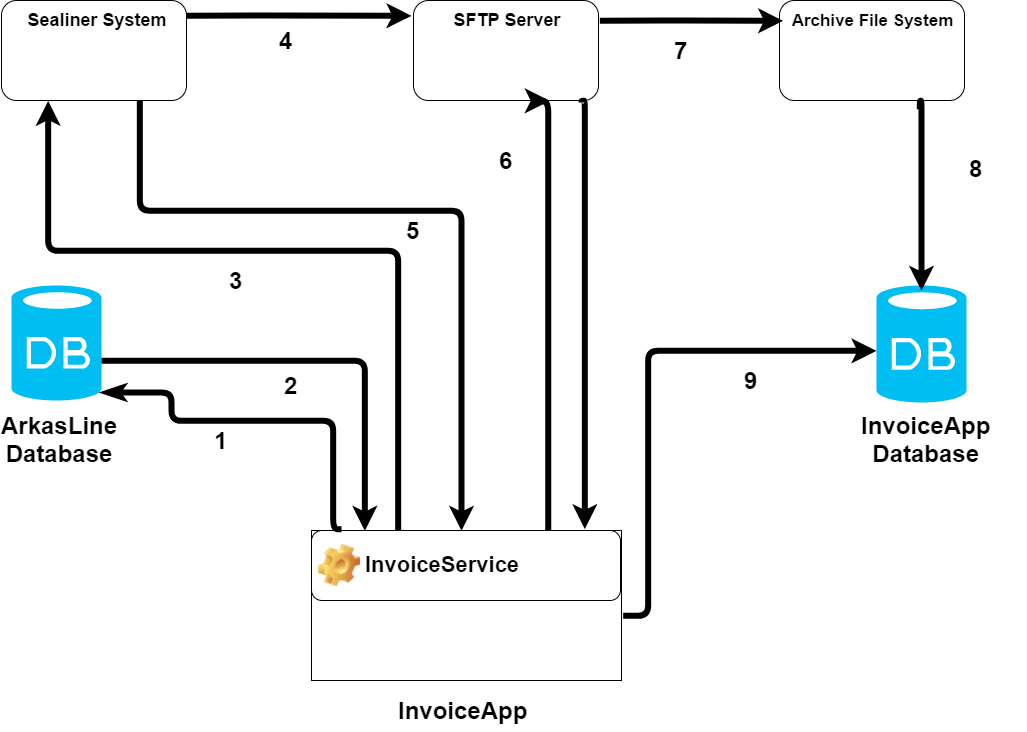 Sealiner System
SFTP Server
Archive File System
4
7
6
8
5
3
DB
DB
2
9
ArkasLine
Database
1
InvoiceApp
Database
InvoiceService
InvoiceApp